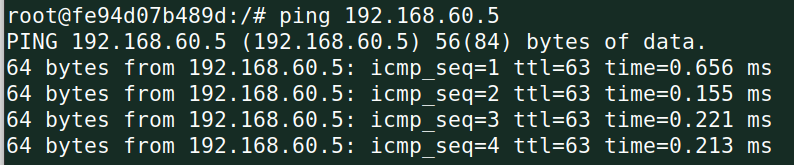 root@fe94d07b489d:/# ping 192.168.60.5
PING 192.168.60.5 (192.168.60.5) 56(84) bytes of data.
64 bytes from 192.168.60.5: icmp_seq=1 ttl=63 time=0.656 ms
64 bytes from 192.168.60.5: icmp_seq=2 ttl=63 time=0.155 ms
64 bytes from 192.168.60.5: icmp_seq=3 ttl=63 time=0.221 ms
64 bytes from 192.168.60.5: icmp_seq=4 ttl=63 time=0.213 ms